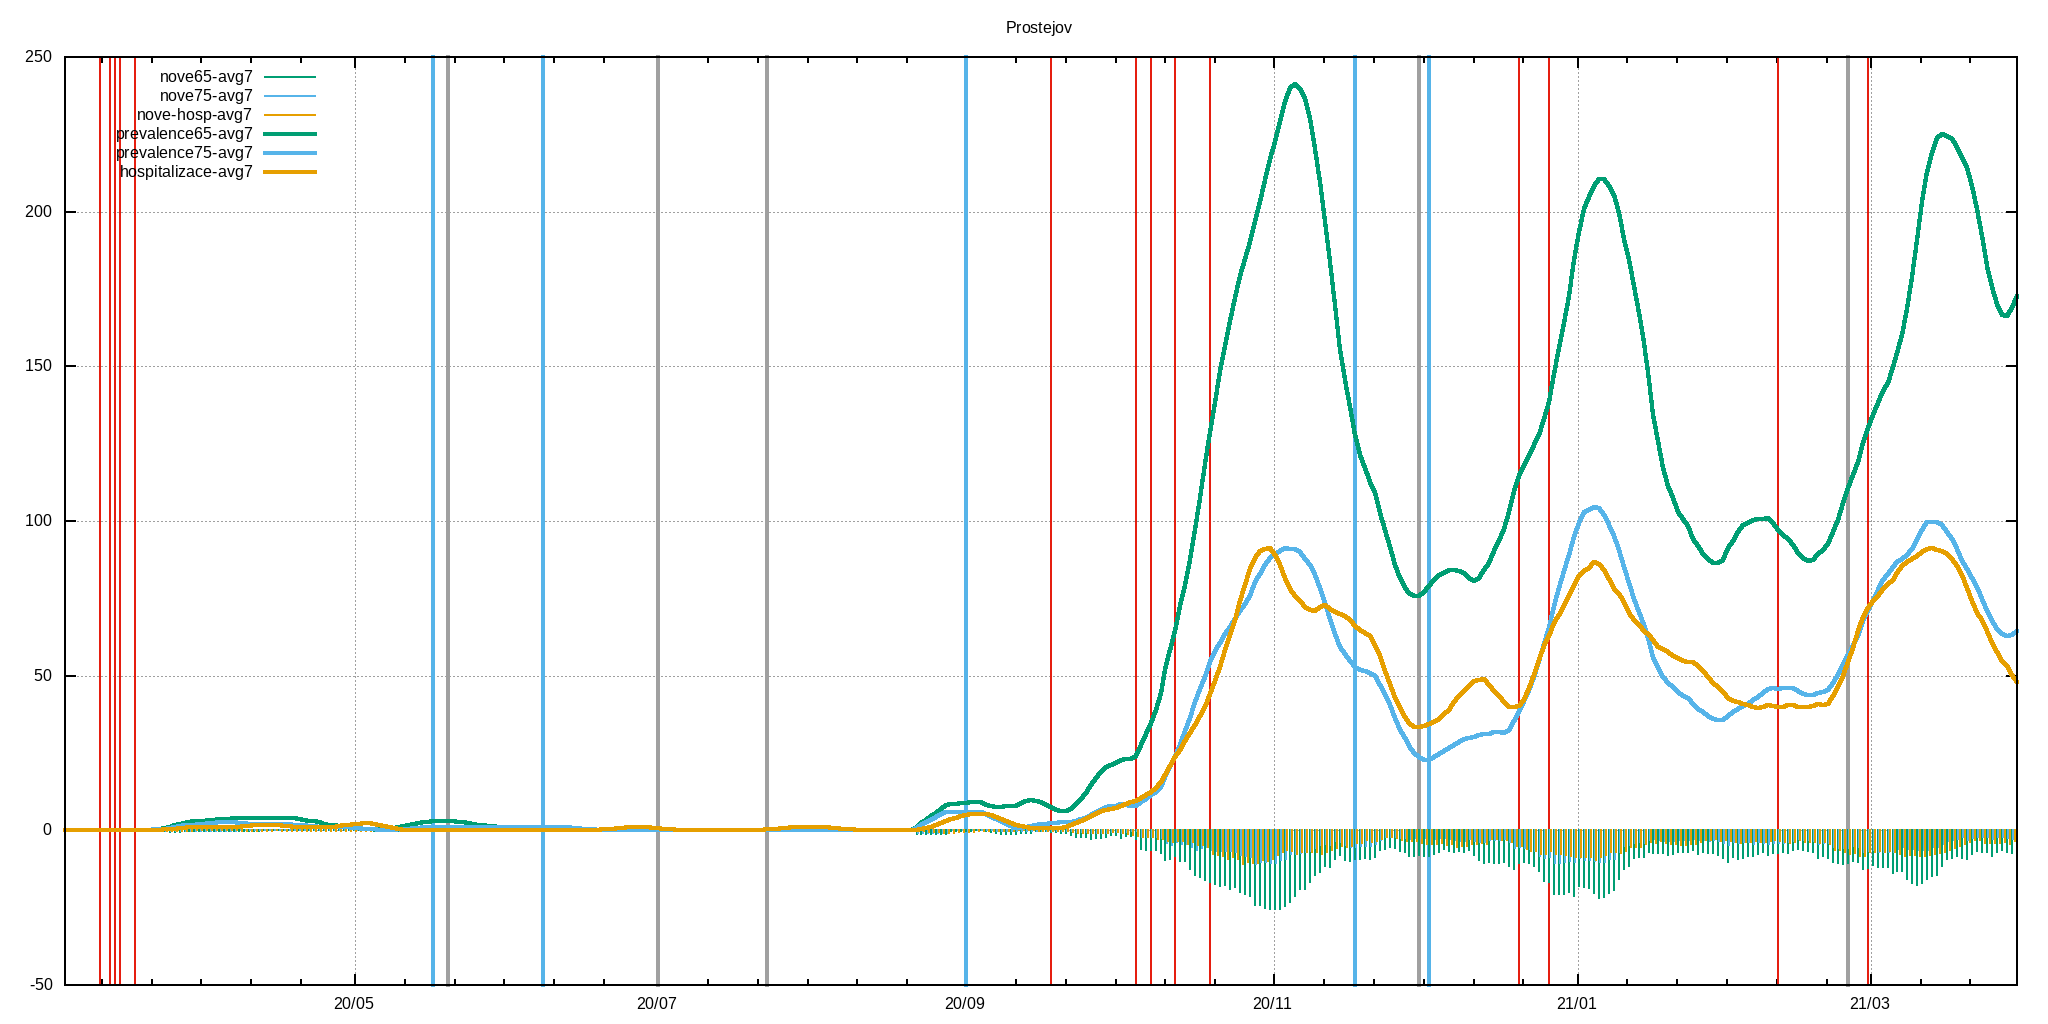 Prostejov
250
nove65-avg7
nove75-avg7
nove-hosp-avg7
prevalence65-avg7
prevalence75-avg7
hospitalizace-avg7
200
150
100
50
0
-50
20/05 20/07 20/09 20/11 21/01 21/03